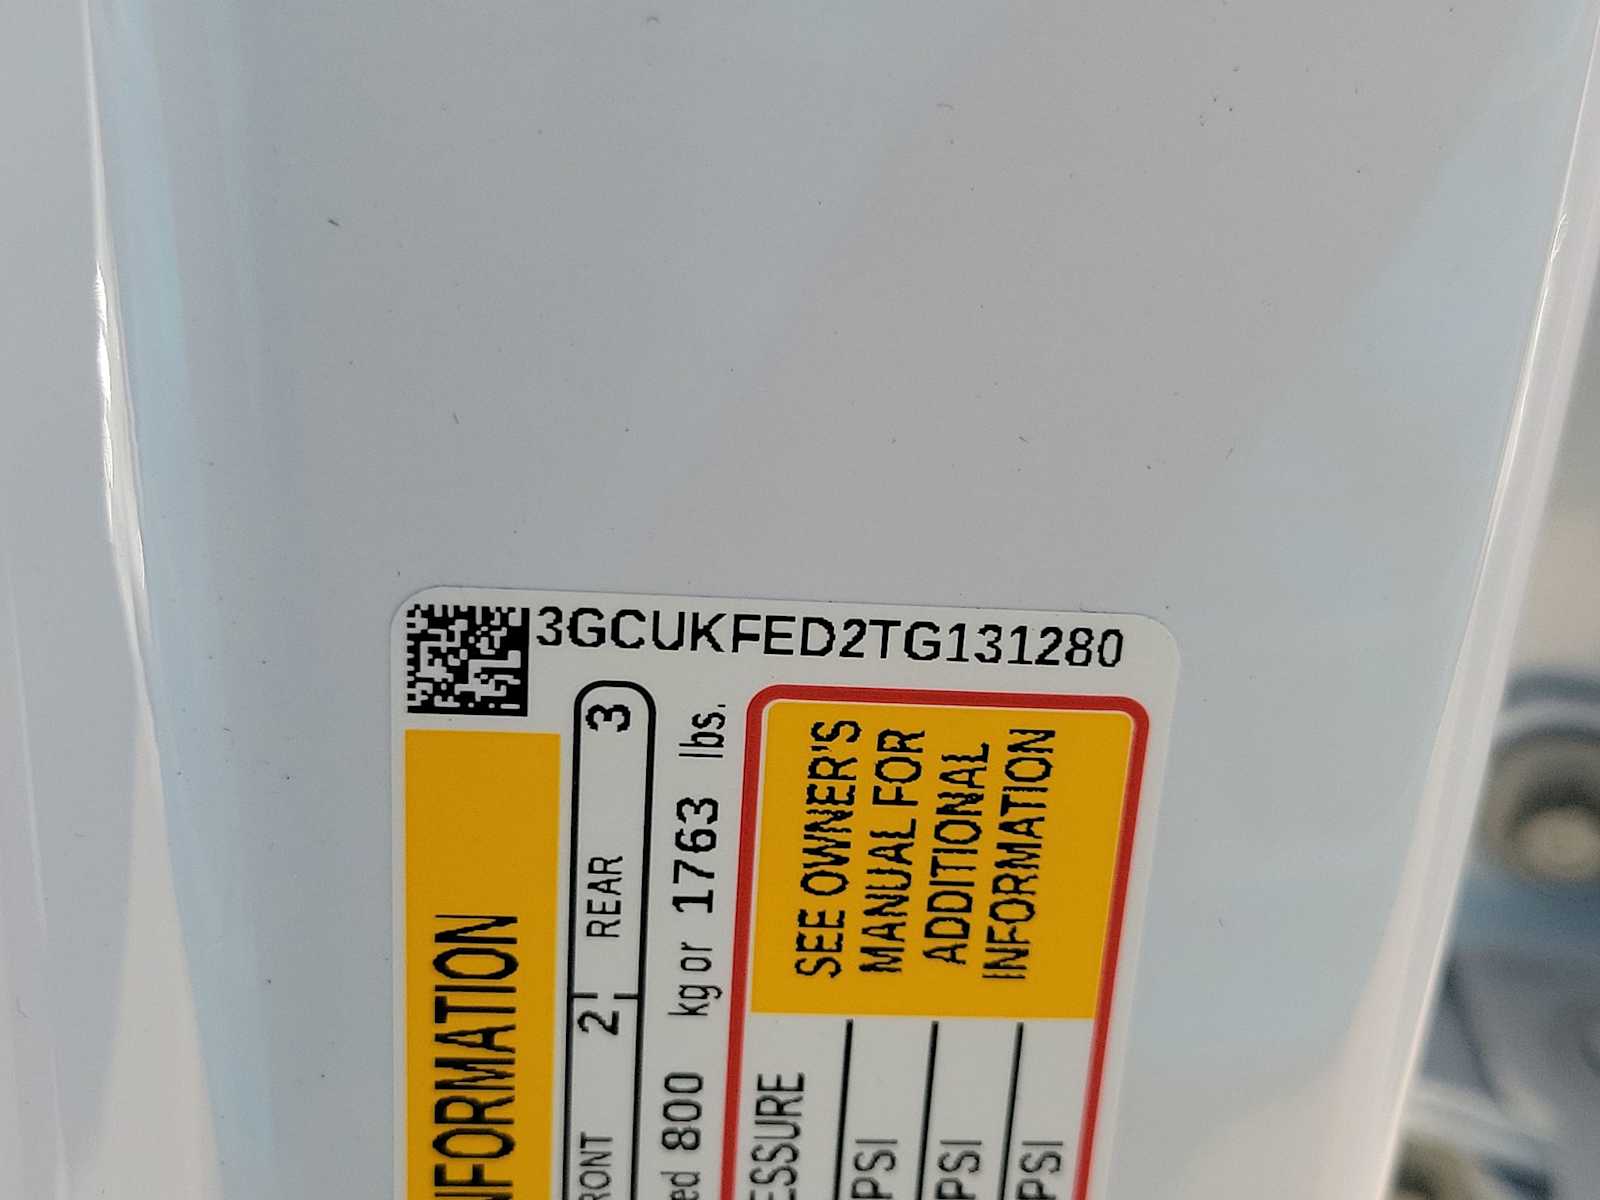 3GCUKFED2TG131280
NFORMATION
RONT 2 REAR 3
ed 800 kg or 1763 lbs.
ESSURE
PSI
PSI
PSI
SEE OWNER'S
MANUAL FOR
ADDITIONAL
INFORMATION